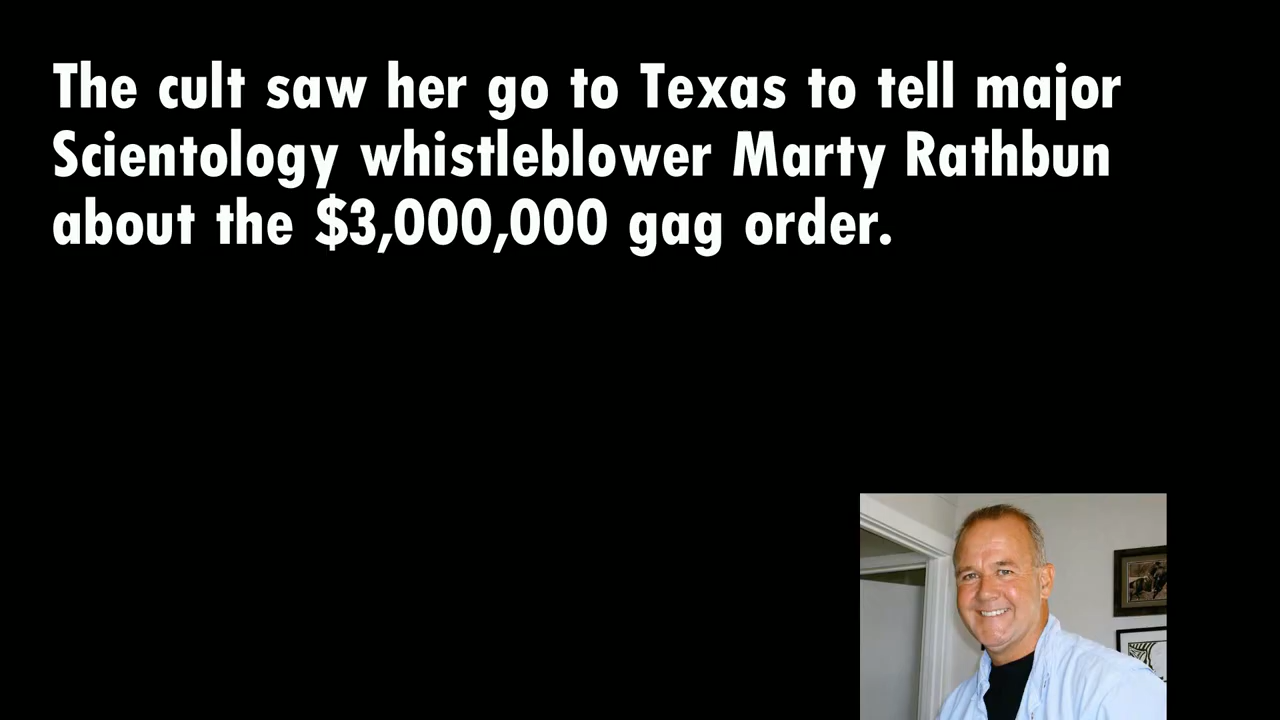 The cult saw her go to Texas to tell major
Scientology whistleblower Marty Rathbun
about the $3,000,000 gag order.